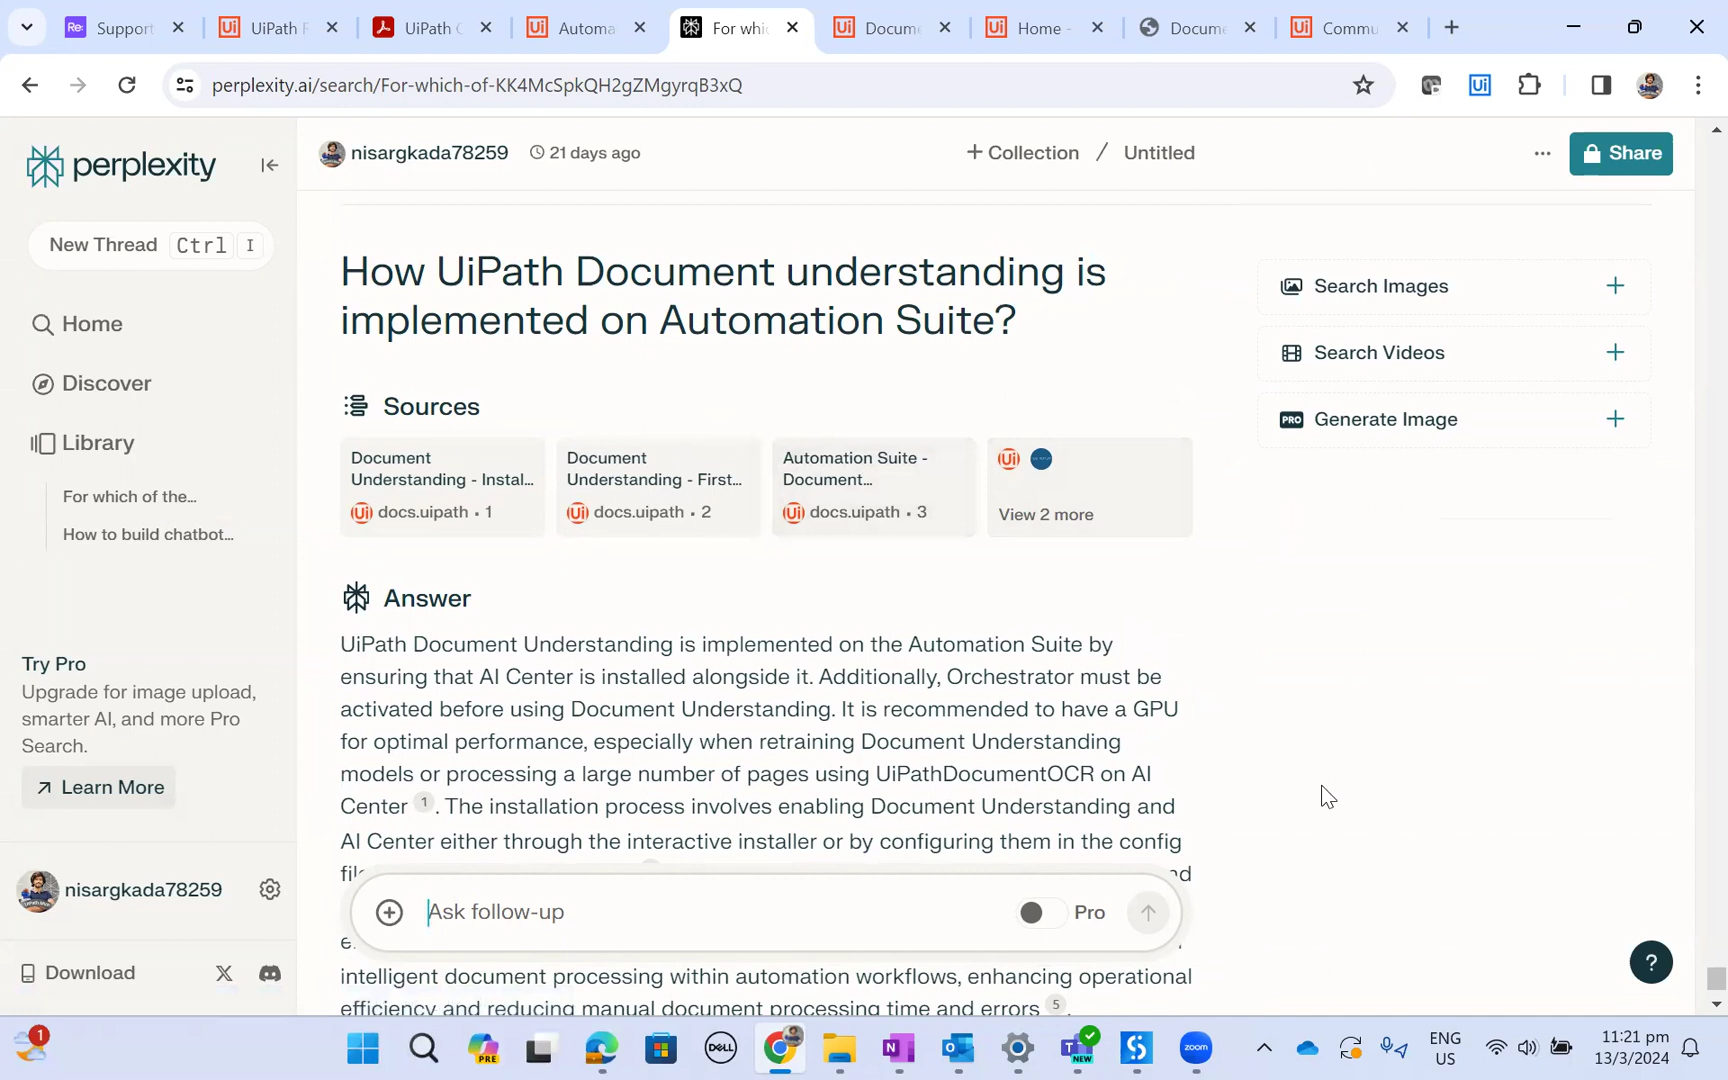 Support
UiPath F
UiPath C
Automa
For whic
Docume
Home -
Docume
Commu
perplexity.ai/search/For-which-of-KK4McSpkQH2gZMgyrqB3xQ
perplexity
New Thread Ctrl I
Home
Discover
Library
For which of the...
How to build chatbot...
Try Pro
Upgrade for image upload,
smarter AI, and more Pro
Search.
Learn More
nisargkada78259
Download
nisargkada78259 21 days ago
+ Collection / Untitled
Share
How UiPath Document understanding is
implemented on Automation Suite?
Sources
Document
Understanding - Instal...
docs.uipath • 1
Document
Understanding - First...
docs.uipath • 2
Automation Suite -
Document...
docs.uipath • 3
View 2 more
Answer
UiPath Document Understanding is implemented on the Automation Suite by
ensuring that AI Center is installed alongside it. Additionally, Orchestrator must be
activated before using Document Understanding. It is recommended to have a GPU
for optimal performance, especially when retraining Document Understanding
models or processing a large number of pages using UiPathDocumentOCR on AI
Center 1. The installation process involves enabling Document Understanding and
AI Center either through the interactive installer or by configuring them in the config
Ask follow-up
Pro
intelligent document processing within automation workflows, enhancing operational
efficiency and reducing manual document processing time and errors 5.
Search Images
Search Videos
PRO Generate Image
?
1
PRE
DELL
NEW
zoom
ENG
US
11:21 pm
13/3/2024